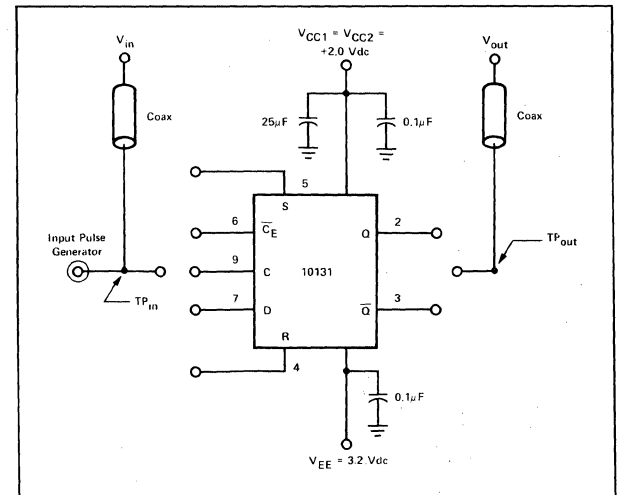 V_CC1 = V_CC2 =
+2.0 Vdc
V_in
V_out
Coax
25μF
0.1μF
Coax
5
S
6
C̅_E
Q
2
Input Pulse
Generator
TP_out
9
C
10131
TP_in
7
D
Q̅
3
R
4
0.1μF
V_EE = 3.2 Vdc